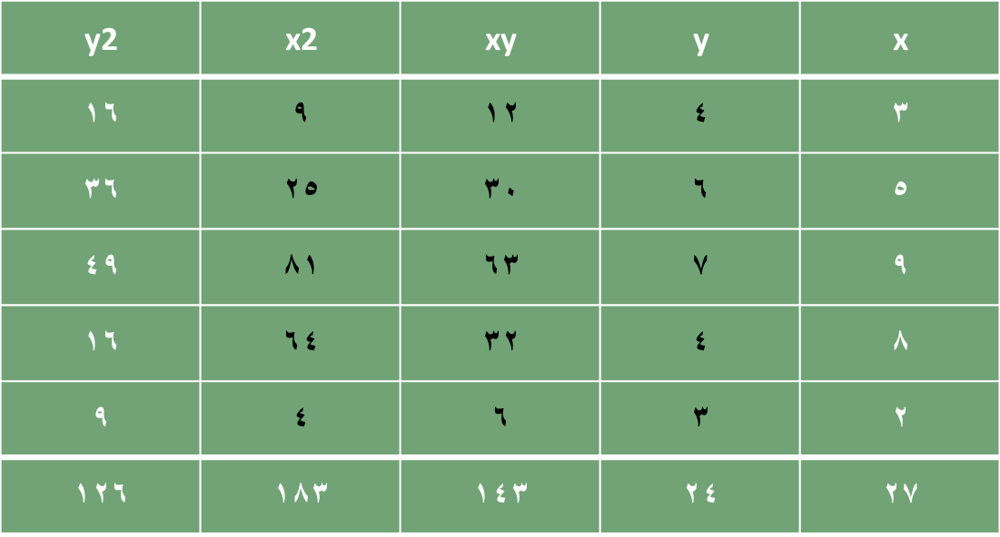 y2 x2 xy y x
١٦ ٩ ١٢ ٤ ٣
٣٦ ٢٥ ٣٠ ٦ ٥
٤٩ ٨١ ٦٣ ٧ ٩
١٦ ٦٤ ٣٢ ٤ ٨
٩ ٤ ٦ ٣ ٢
١٢٦ ١٨٣ ١٤٣ ٢٤ ٢٧